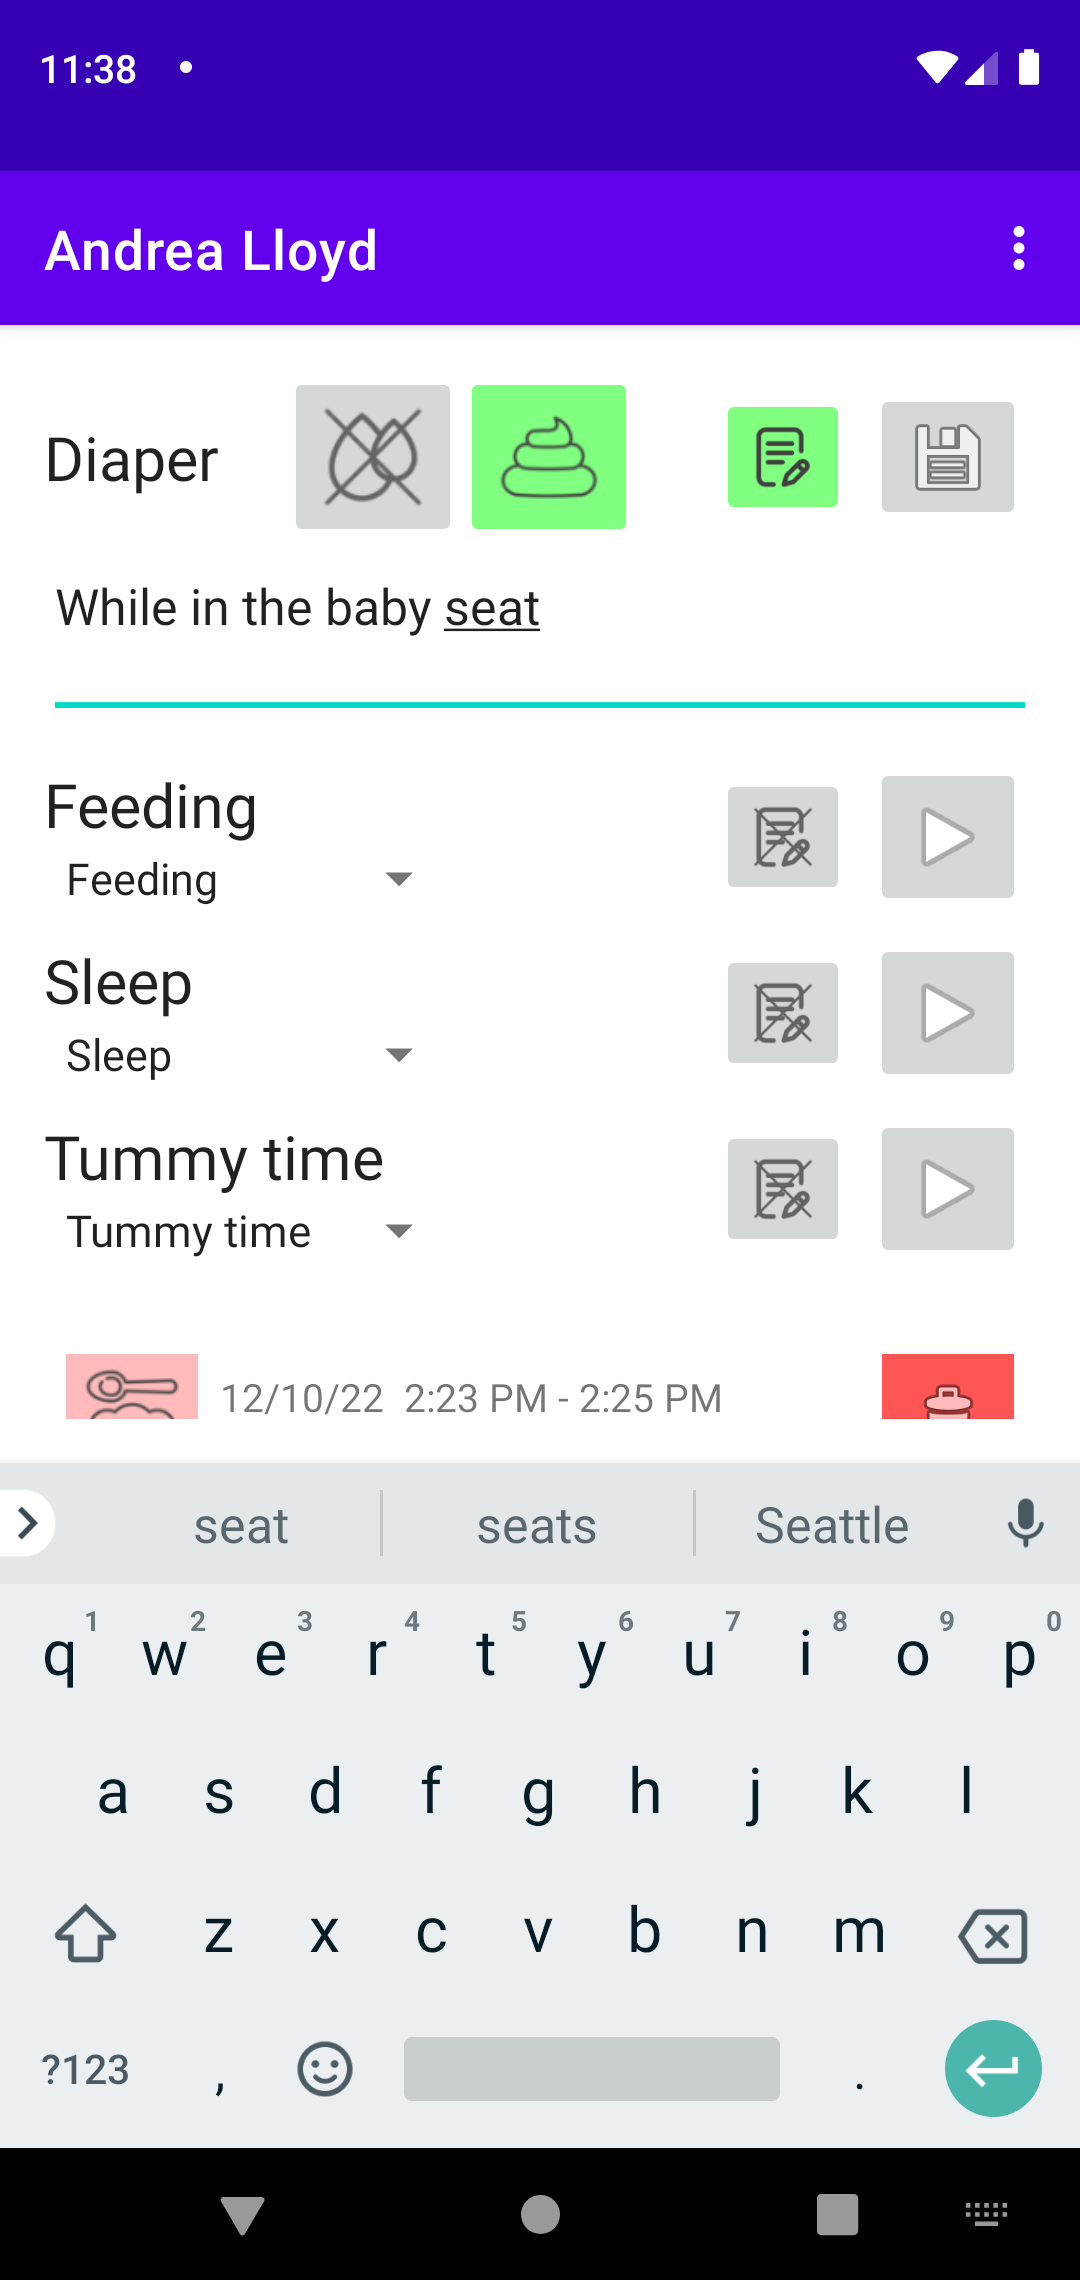 11:38
Andrea Lloyd
Diaper
While in the baby seat
Feeding
Feeding
Sleep
Sleep
Tummy time
Tummy time
12/10/22 2:23 PM - 2:25 PM
seat seats Seattle
1 2 3 4 5 6 7 8 9 0
q w e r t y u i o p
a s d f g h j k l
z x c v b n m
?123 , .